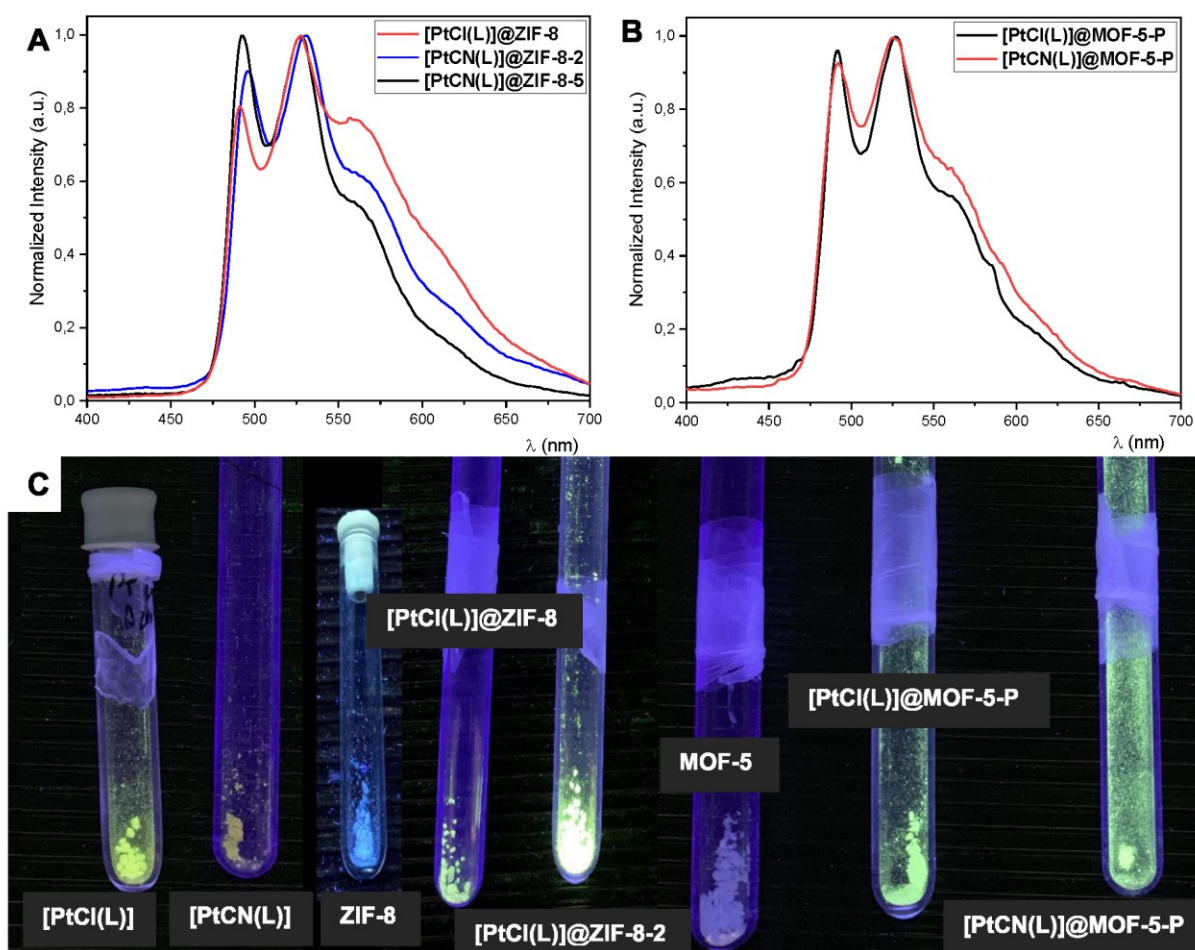 A
[PtCl(L)]@ZIF-8
[PtCN(L)]@ZIF-8-2
[PtCN(L)]@ZIF-8-5
Normalized Intensity (a.u.)
1,0
0,8
0,6
0,4
0,2
0,0
400 450 500 550 600 650 700
λ (nm)
B
[PtCl(L)]@MOF-5-P
[PtCN(L)]@MOF-5-P
Normalized Intensity (a.u.)
1,0
0,8
0,6
0,4
0,2
0,0
400 450 500 550 600 650 700
λ (nm)
C
[PtCl(L)]@ZIF-8
[PtCl(L)]@MOF-5-P
MOF-5
[PtCl(L)]
[PtCN(L)]
ZIF-8
[PtCl(L)]@ZIF-8-2
[PtCN(L)]@MOF-5-P
Pt